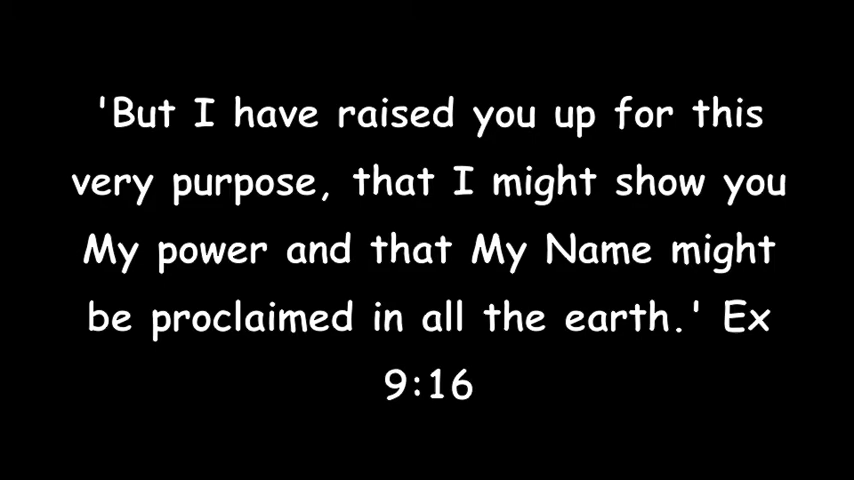 'But I have raised you up for this
very purpose, that I might show you
My power and that My Name might
be proclaimed in all the earth.' Ex
9:16